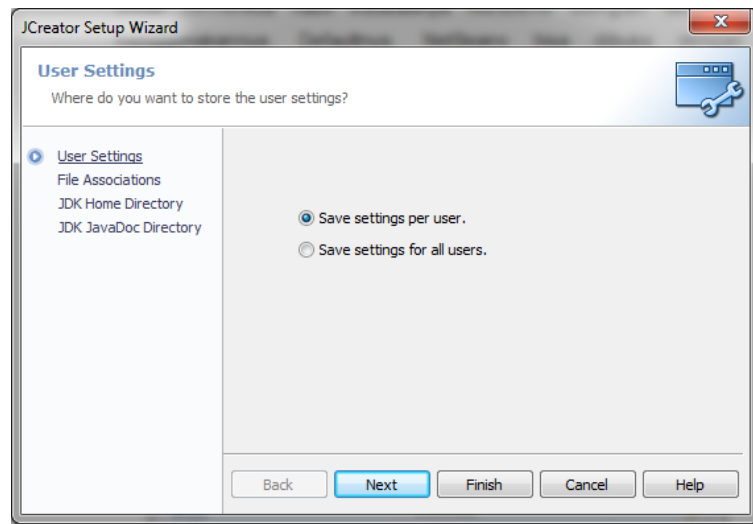 JCreator Setup Wizard
User Settings
Where do you want to store the user settings?
User Settings
File Associations
JDK Home Directory
JDK JavaDoc Directory
Save settings per user.
Save settings for all users.
Back Next Finish Cancel Help